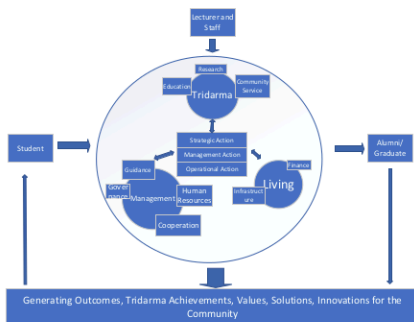 Lecturer and
Staff
Research
Education
Community
Service
Tridarma
Student
Strategic Action
Management Action
Operational Action
Alumni/
Graduate
Guidance
Finance
Gover
nance
Management
Human
Resources
Living
Infrastruct
ure
Cooperation
Generating Outcomes, Tridarma Achievements, Values, Solutions, Innovations for the
Community